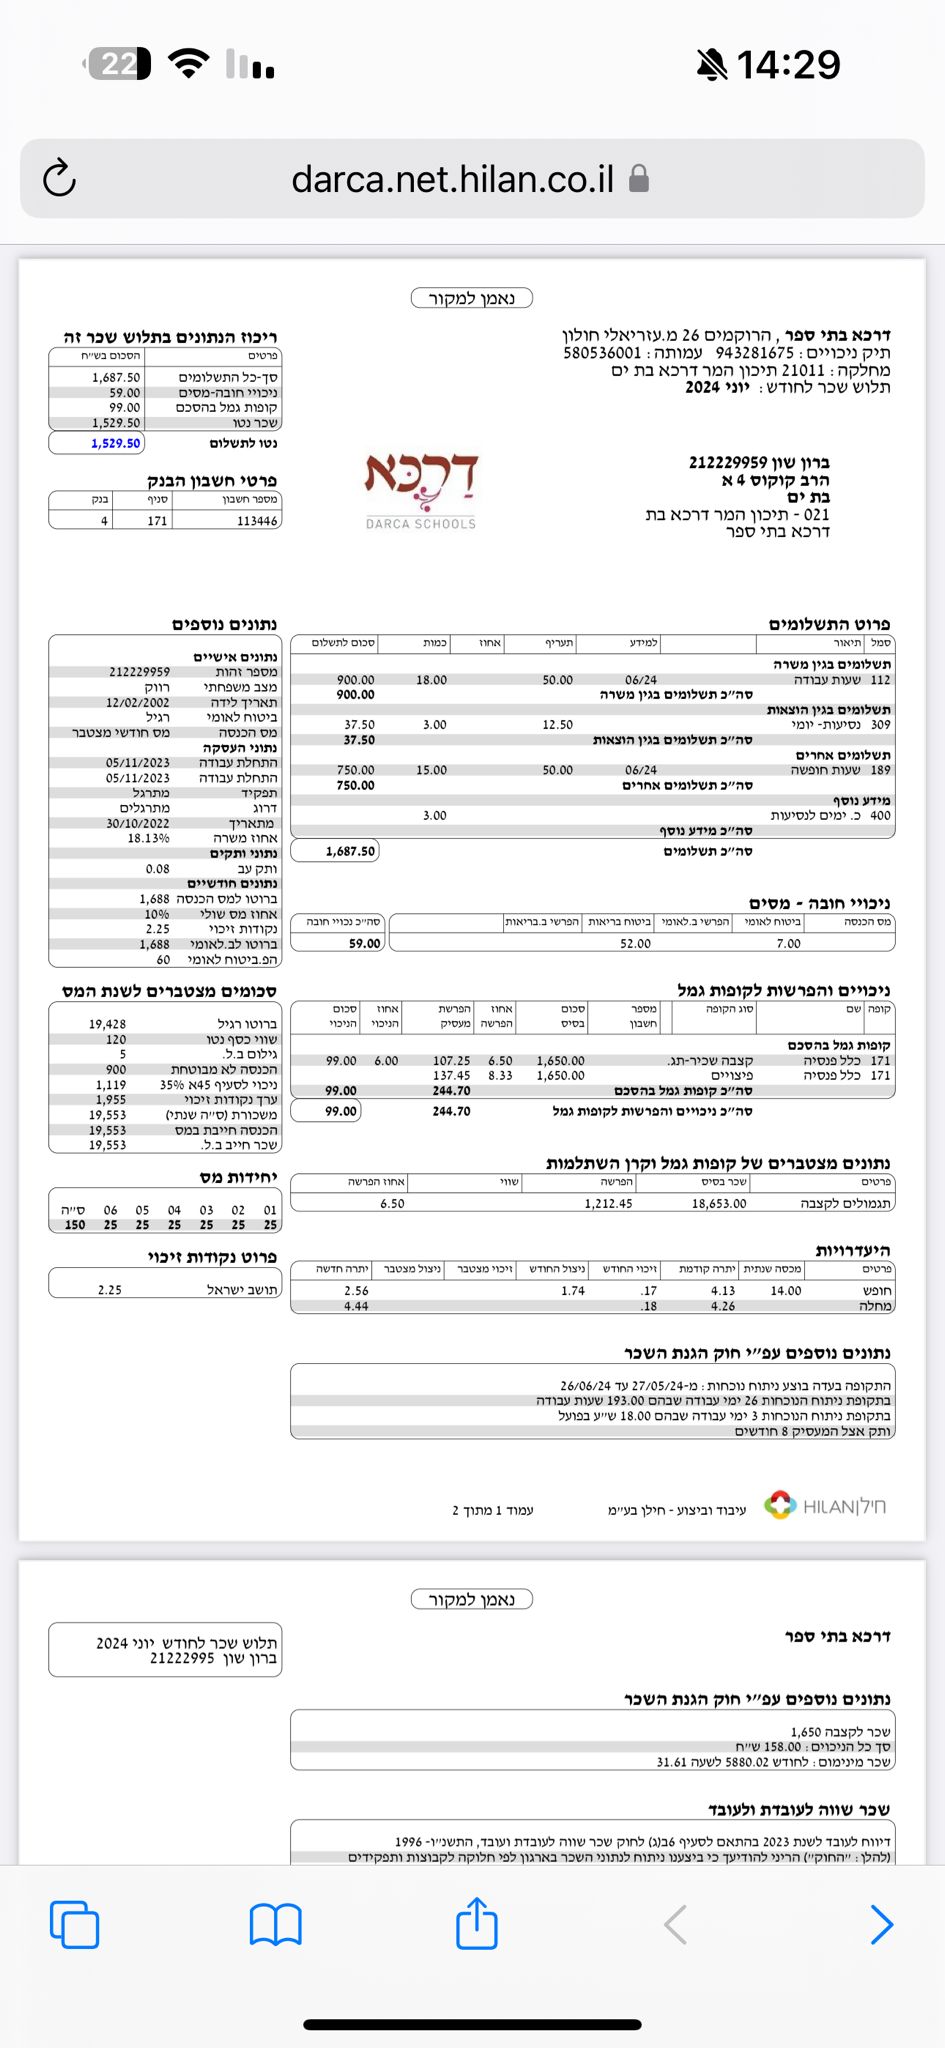 22
14:29
darca.net.hilan.co.il
נאמן למקור
דרכא בתי ספר , הרוקמים 26 מ.עזריאלי חולון
תיק ניכויים : 943281675 עמותה : 580536001
מחלקה : 21011 תיכון המר דרכא בת ים
תלוש שכר לחודש : יוני 2024
ריכוז הנתונים בתלוש שכר זה
פרטים הסכום בש״ח
סך-כל התשלומים 1,687.50
ניכויי חובה-מסים 59.00
קופות גמל בהסכם 99.00
שכר נטו 1,529.50
נטו לתשלום 1,529.50
פרטי חשבון הבנק
מספר חשבון סניף בנק
113446 171 4
ברון שון 212229959
הרב קוקוס 4 א
בת ים
021 - תיכון המר דרכא בת
דרכא בתי ספר
דרכא
DARCA SCHOOLS
פרוט התשלומים
סמל תיאור למידע תעריף אחוז כמות סכום לתשלום
תשלומים בגין משרה
112 שעות עבודה 06/24 50.00 18.00 900.00
סה״כ תשלומים בגין משרה 900.00
תשלומים בגין הוצאות
309 נסיעות- יומי 12.50 3.00 37.50
סה״כ תשלומים בגין הוצאות 37.50
תשלומים אחרים
189 שעות חופשה 06/24 50.00 15.00 750.00
סה״כ תשלומים אחרים 750.00
מידע נוסף
400 כ. ימים לנסיעות 3.00
סה״כ מידע נוסף
סה״כ תשלומים 1,687.50
נתונים נוספים
נתונים אישיים
מספר זהות 212229959
מצב משפחתי רווק
תאריך לידה 12/02/2002
ביטוח לאומי רגיל
מס הכנסה מס חודשי מצטבר
נתוני העסקה
התחלת עבודה 05/11/2023
התחלת עבודה 05/11/2023
תפקיד מתרגל
דרוג מתרגלים
מתאריך 30/10/2022
אחוז משרה 18.13%
נתוני ותקים
ותק עב 0.08
נתונים חודשיים
ברוטו למס הכנסה 1,688
אחוז מס שולי 10%
נקודות זיכוי 2.25
ברוטו לב.לאומי 1,688
הפ.ביטוח לאומי 60
ניכויי חובה - מסים
מס הכנסה ביטוח לאומי הפרשי ב.לאומי ביטוח בריאות הפרשי ב.בריאות סה״כ נכויי חובה
7.00 52.00 59.00
ניכויים והפרשות לקופות גמל
קופה שם סוג הקופה מספר חשבון סכום בסיס אחוז הפרשה הפרשת מעסיק אחוז הניכוי סכום הניכוי
קופות גמל בהסכם
171 כלל פנסיה קצבה שכיר-תג. 1,650.00 6.50 107.25 6.00 99.00
171 כלל פנסיה פיצויים 1,650.00 8.33 137.45
סה״כ קופות גמל בהסכם 244.70 99.00
סה״כ ניכויים והפרשות לקופות גמל 244.70 99.00
סכומים מצטברים לשנת המס
ברוטו רגיל 19,428
שווי כסף נטו 120
גילום ב.ל. 5
הכנסה לא מבוטחת 900
ניכוי לסעיף 45א 35% 1,119
ערך נקודות זיכוי 1,955
משכורת (ס״ה שנתי) 19,553
הכנסה חייבת במס 19,553
שכר חייב ב.ל. 19,553
נתונים מצטברים של קופות גמל וקרן השתלמות
פרטים שכר בסיס הפרשה שווי אחוז הפרשה
תגמולים לקצבה 18,653.00 1,212.45 6.50
יחידות מס
01 02 03 04 05 06 ס״ה
25 25 25 25 25 25 150
היעדרויות
פרטים מכסה שנתית יתרה קודמת זיכוי החודש ניצול החודש זיכוי מצטבר ניצול מצטבר יתרה חדשה
חופש 14.00 4.13 .17 1.74 2.56
מחלה 4.26 .18 4.44
פרוט נקודות זיכוי
תושב ישראל 2.25
נתונים נוספים עפ״י חוק הגנת השכר
התקופה בעדה בוצע ניתוח נוכחות : מ-27/05/24 עד 26/06/24
בתקופת ניתוח הנוכחות 26 ימי עבודה שבהם 193.00 שעות עבודה
בתקופת ניתוח הנוכחות 3 ימי עבודה שבהם 18.00 ש״ע בפועל
ותק אצל המעסיק 8 חודשים
חילן HILAN
עיבוד וביצוע - חילן בע״מ
עמוד 1 מתוך 2
נאמן למקור
דרכא בתי ספר
תלוש שכר לחודש יוני 2024
ברון שון 21222995
נתונים נוספים עפ״י חוק הגנת השכר
שכר לקצבה 1,650
סך כל הניכוים : 158.00 ש״ח
שכר מינימום : לחודש 5880.02 לשעה 31.61
שכר שווה לעובדת ולעובד
דיווח לעובד לשנת 2023 בהתאם לסעיף 6ב(ג) לחוק שכר שווה לעובדת ועובד, התשנ״ו- 1996
(להלן : ״החוק״) הריני להודיעך כי ביצענו ניתוח לנתוני השכר בארגון לפי חלוקה לקבוצות ותפקידים